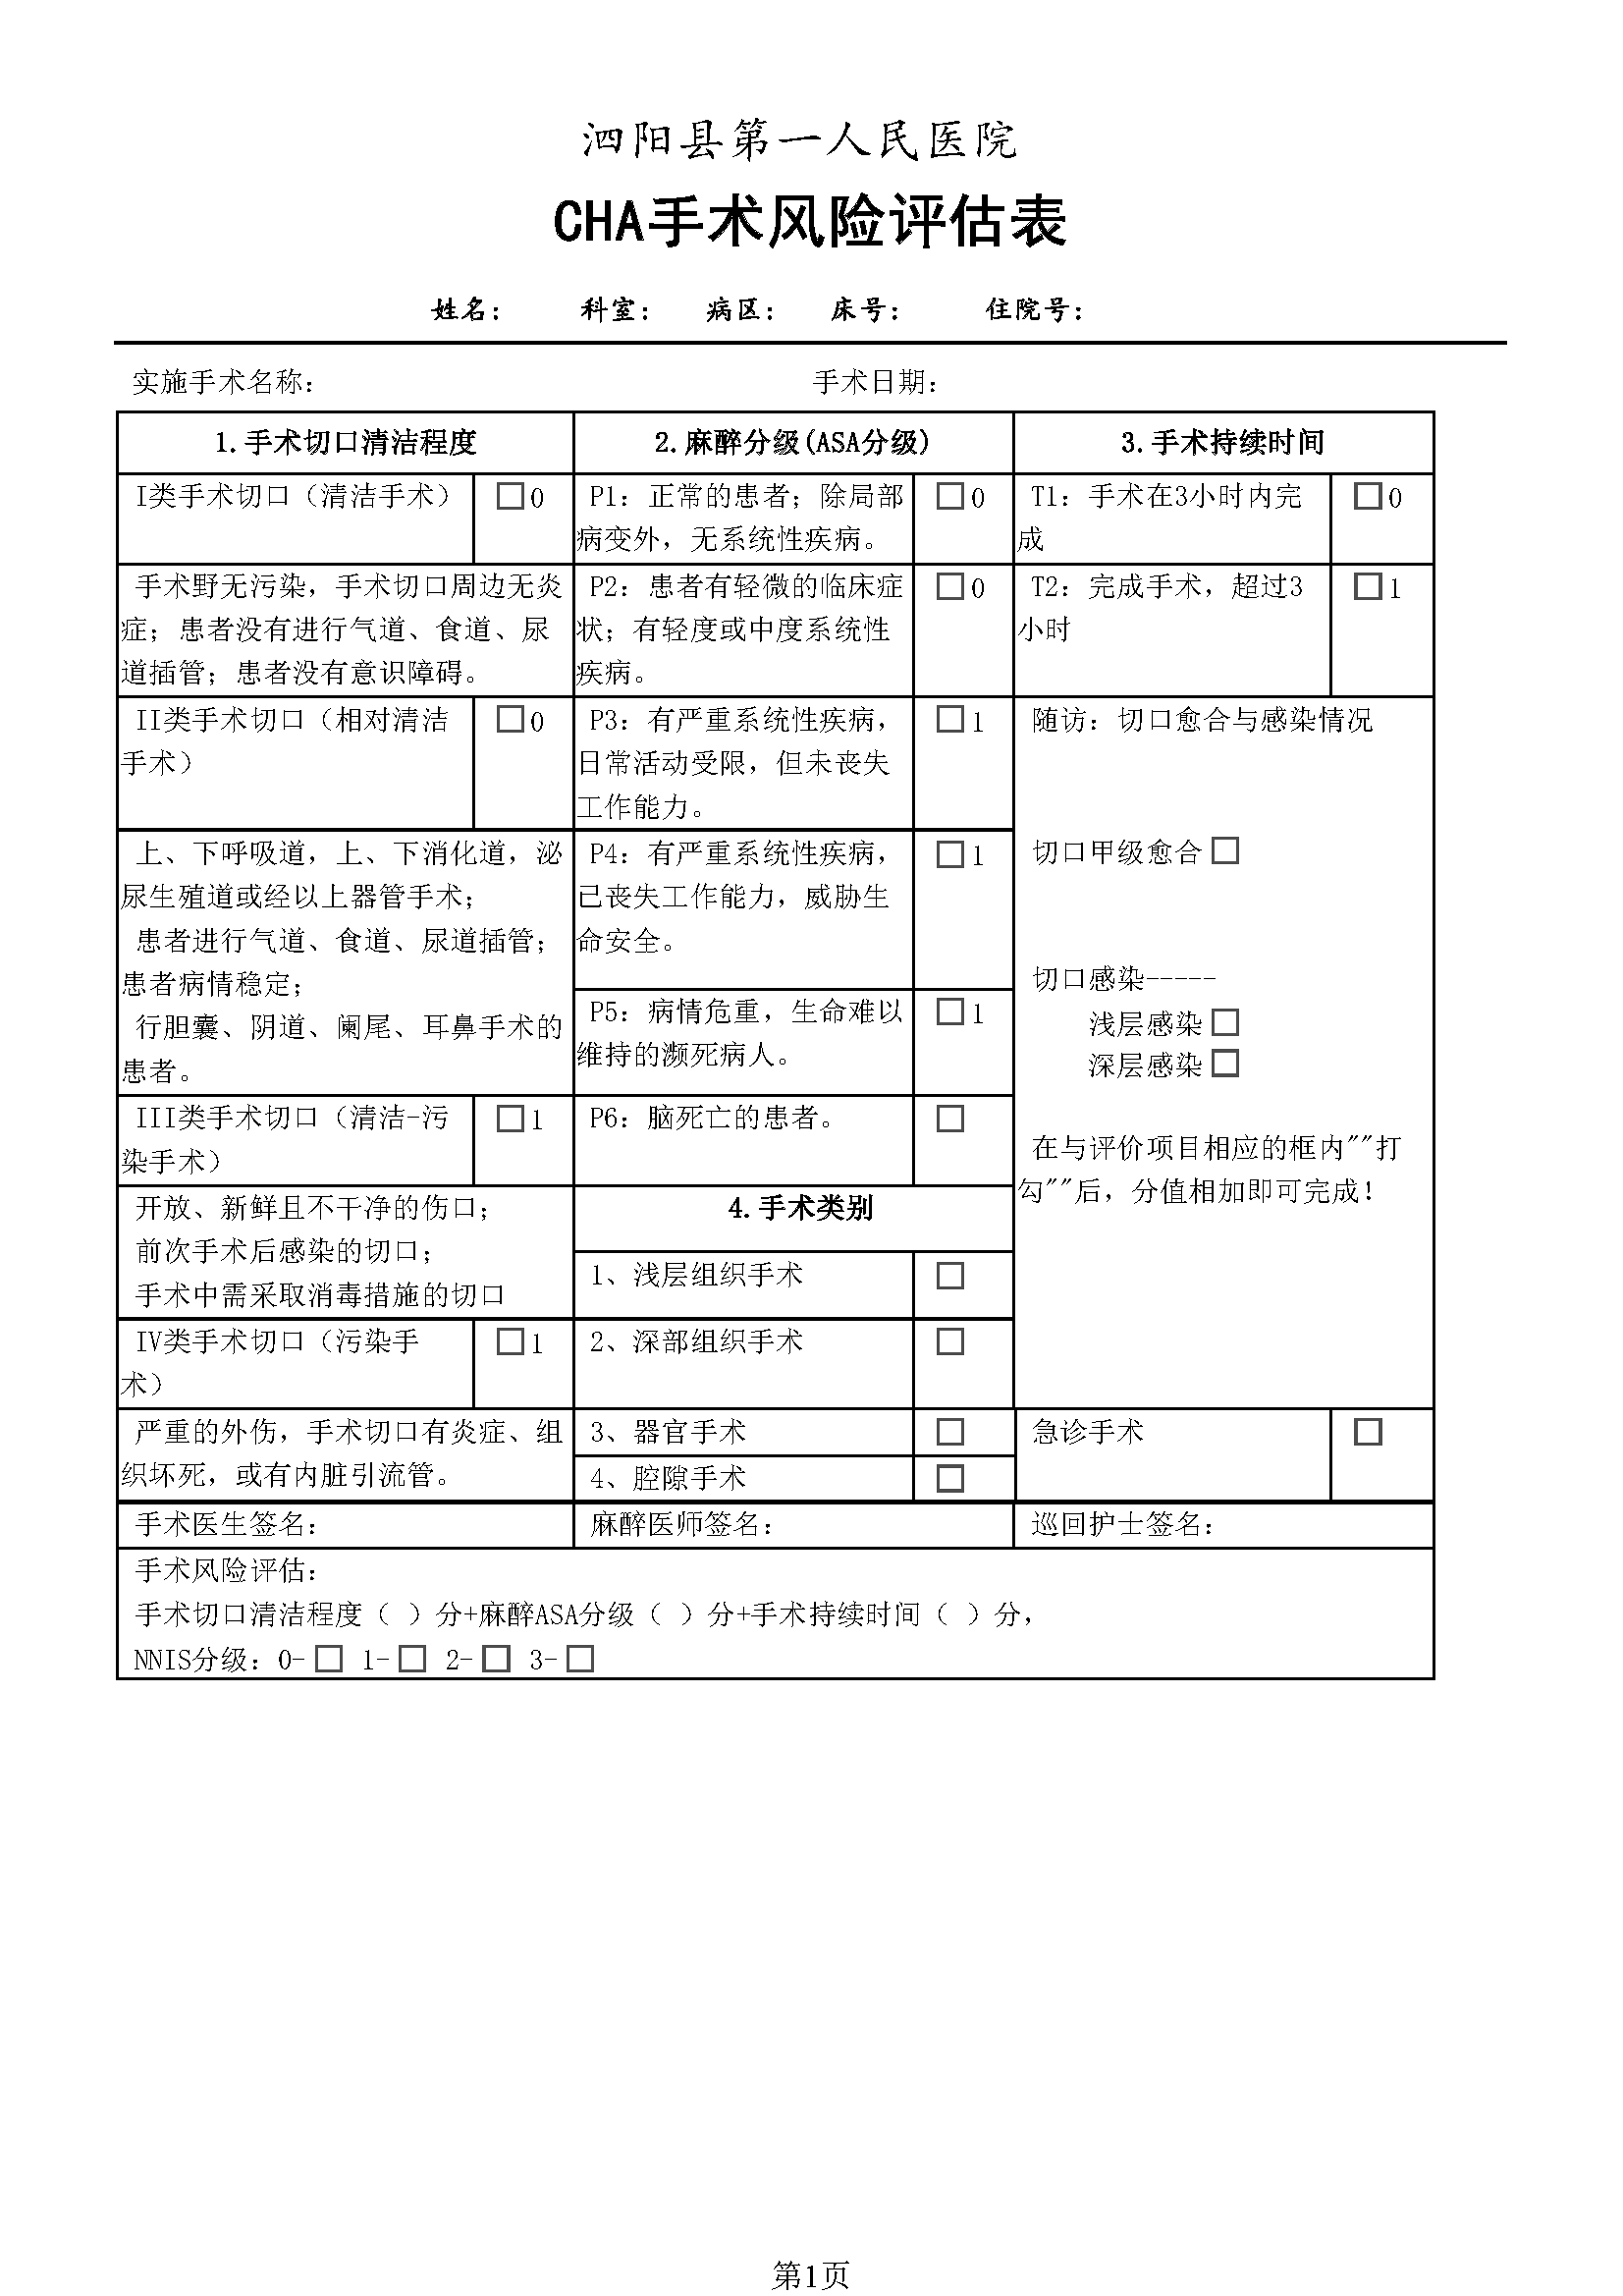 泗阳县第一人民医院
CHA手术风险评估表
姓名： 科室： 病区： 床号： 住院号：
实施手术名称： 手术日期：
1.手术切口清洁程度 2.麻醉分级(ASA分级) 3.手术持续时间
I类手术切口（清洁手术） □0
P1：正常的患者；除局部
病变外，无系统性疾病。 □0
T1：手术在3小时内完
成 □0
手术野无污染，手术切口周边无炎
症；患者没有进行气道、食道、尿
道插管；患者没有意识障碍。
P2：患者有轻微的临床症
状；有轻度或中度系统性
疾病。 □0
T2：完成手术，超过3
小时 □1
II类手术切口（相对清洁
手术） □0
P3：有严重系统性疾病，
日常活动受限，但未丧失
工作能力。 □1
随访：切口愈合与感染情况
切口甲级愈合□
切口感染-----
浅层感染□
深层感染□
在与评价项目相应的框内""打
勾""后，分值相加即可完成！
上、下呼吸道，上、下消化道，泌
尿生殖道或经以上器管手术；
患者进行气道、食道、尿道插管；
患者病情稳定；
行胆囊、阴道、阑尾、耳鼻手术的
患者。
P4：有严重系统性疾病，
已丧失工作能力，威胁生
命安全。 □1
P5：病情危重，生命难以
维持的濒死病人。 □1
III类手术切口（清洁-污
染手术） □1
P6：脑死亡的患者。 □
开放、新鲜且不干净的伤口；
前次手术后感染的切口；
手术中需采取消毒措施的切口
4.手术类别
1、浅层组织手术 □
IV类手术切口（污染手
术） □1
2、深部组织手术 □
严重的外伤，手术切口有炎症、组
织坏死，或有内脏引流管。
3、器官手术 □
4、腔隙手术 □
急诊手术 □
手术医生签名： 麻醉医师签名： 巡回护士签名：
手术风险评估：
手术切口清洁程度（ ）分+麻醉ASA分级（ ）分+手术持续时间（ ）分，
NNIS分级：0-□ 1-□ 2-□ 3-□
第1页